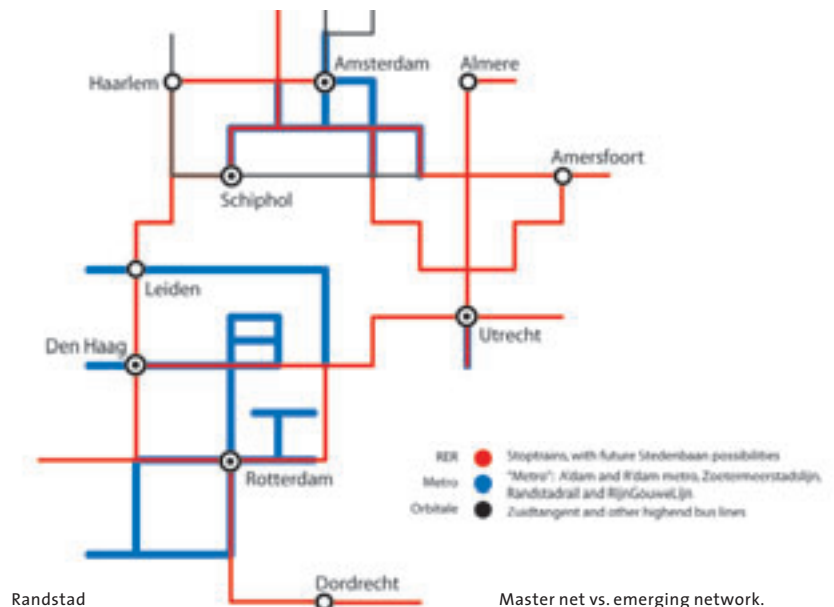 Amsterdam
Almere
Haarlem
Amersfoort
Schiphol
Leiden
Den Haag
Utrecht
RER Stoptrains, with future Stedenbaan possibilities
Metro "Metro": A'dam and R'dam metro, Zoetermeerstadslijn,
Randstadrail and RijnGouweLijn
Orbitale Zuidtangent and other highend bus lines
Rotterdam
Dordrecht
Randstad
Master net vs. emerging network.